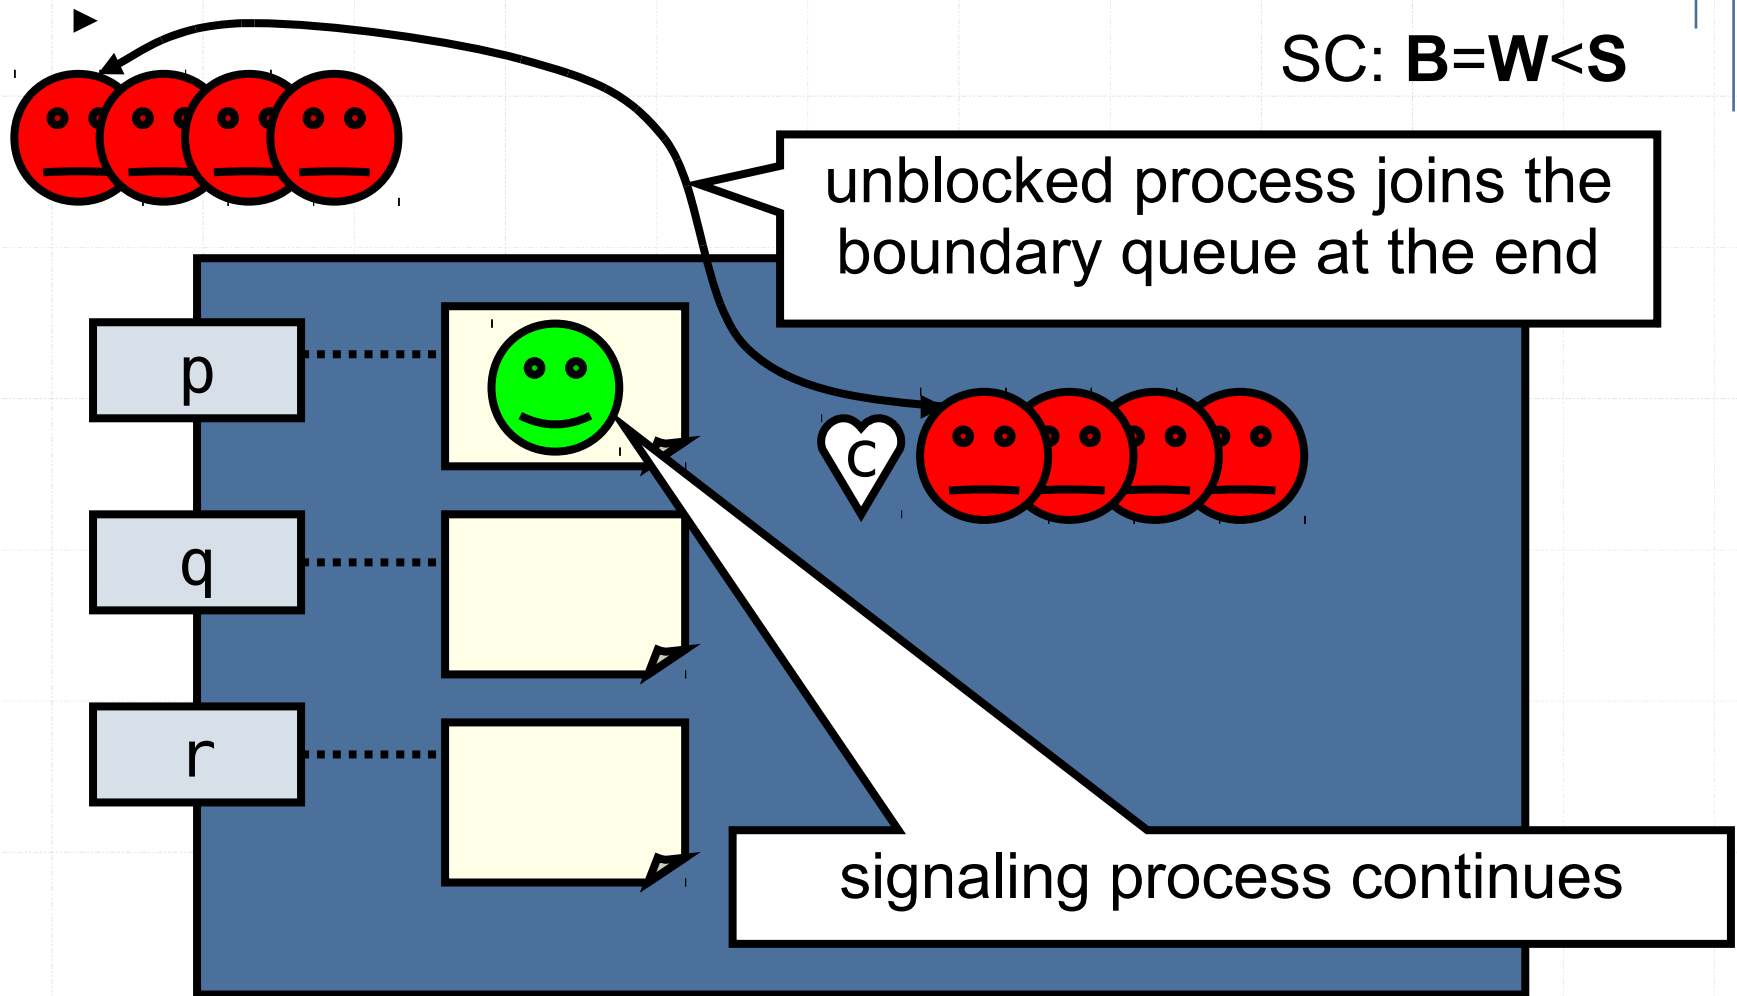 SC: B=W<S
unblocked process joins the
boundary queue at the end
p
c
q
r
signaling process continues